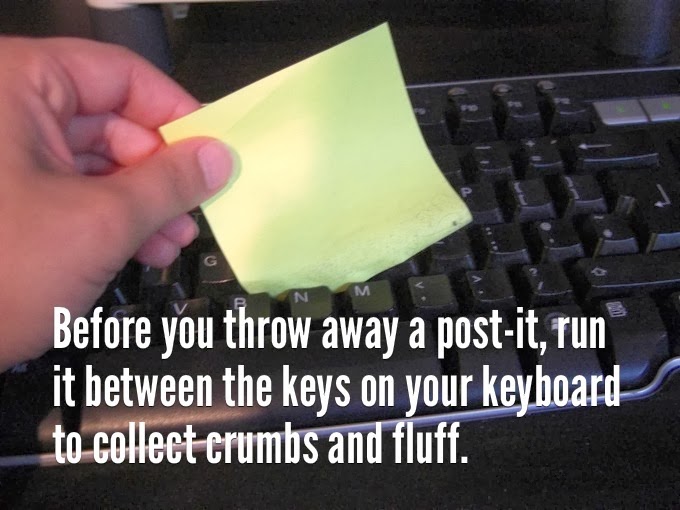 P
G
? /
V B N M < , > .
Before you throw away a post-it, run
it between the keys on your keyboard
to collect crumbs and fluff.